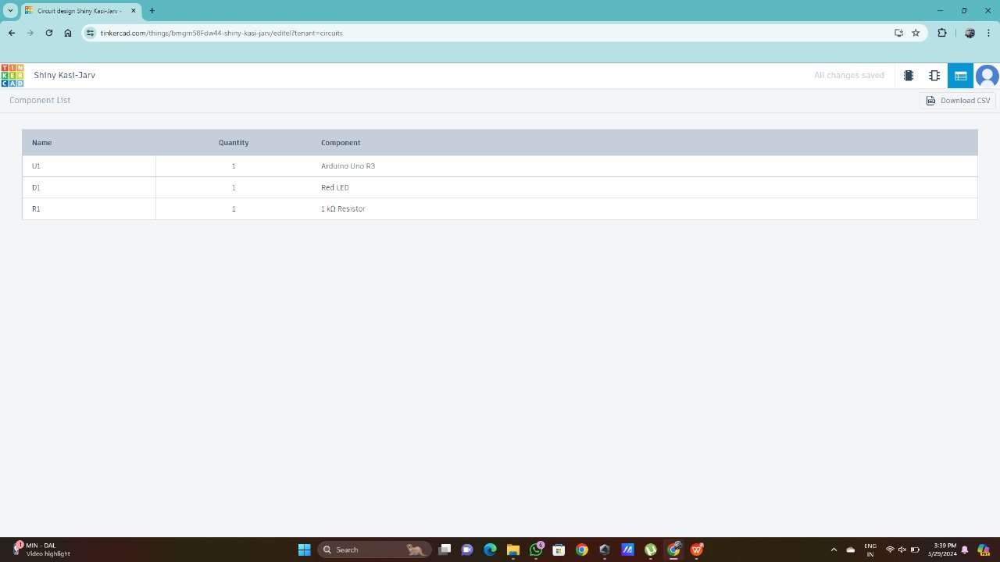 Circuit design Shiny Kasi-Jarv -
tinkercad.com/things/bmgm58Fdw44-shiny-kasi-jarv/editel?tenant=circuits
TIN
KER
CAD
Shiny Kasi-Jarv
All changes saved
Component List
Download CSV
Name Quantity Component
U1 1 Arduino Uno R3
D1 1 Red LED
R1 1 1 kΩ Resistor
1
MIN - DAL
Video highlight
Search
6
ENG
IN
3:39 PM
5/29/2024